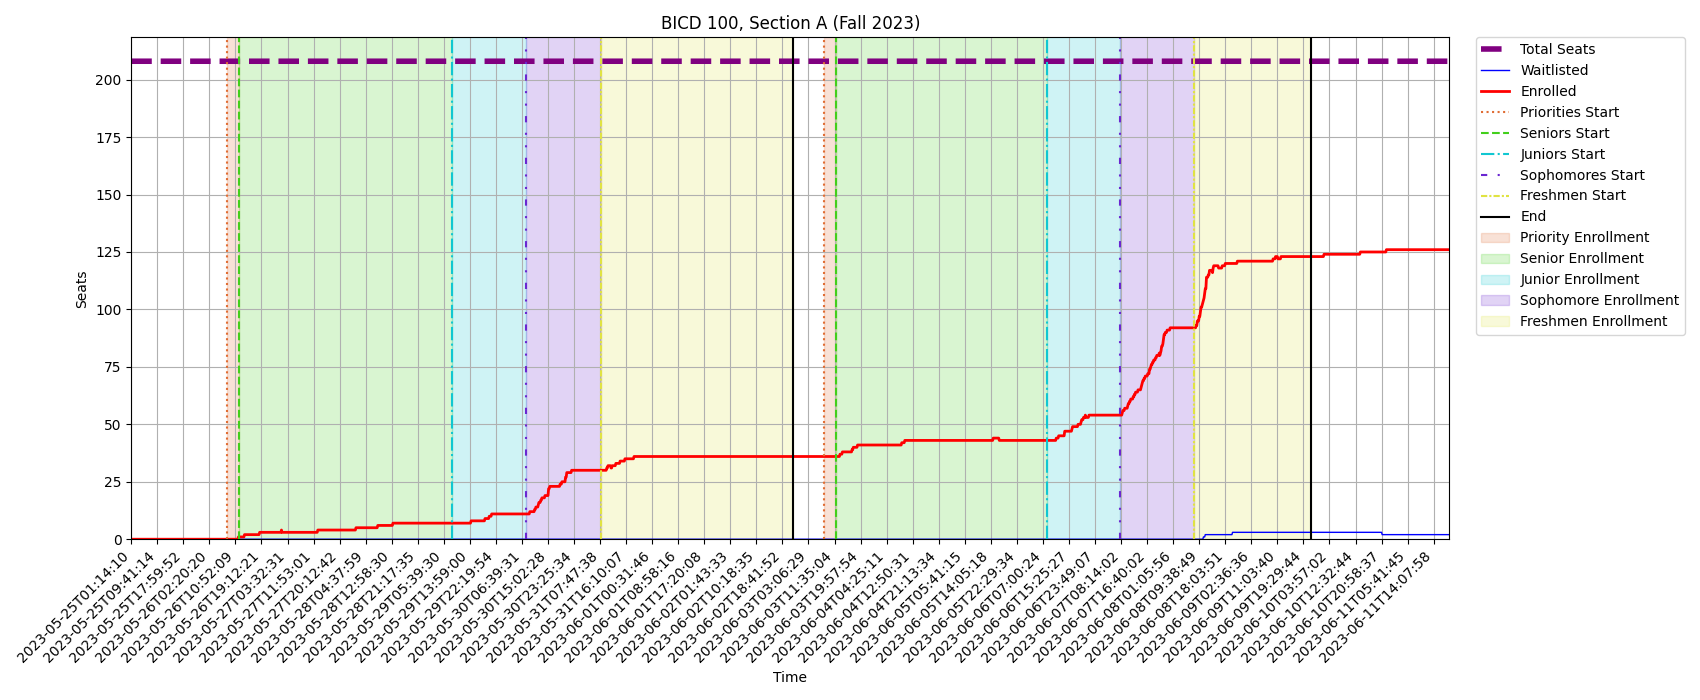 BICD 100, Section A (Fall 2023)
Total Seats
Waitlisted
Enrolled
Priorities Start
Seniors Start
Juniors Start
Sophomores Start
Freshmen Start
End
Priority Enrollment
Senior Enrollment
Junior Enrollment
Sophomore Enrollment
Freshmen Enrollment
Seats
200
175
150
125
100
75
50
25
0
2023-05-25T01:14:10
2023-05-25T09:41:14
2023-05-25T17:59:52
2023-05-26T02:20:20
2023-05-26T10:52:09
2023-05-26T19:12:21
2023-05-27T03:32:31
2023-05-27T11:53:01
2023-05-27T20:12:42
2023-05-28T04:37:59
2023-05-28T12:58:30
2023-05-28T21:17:35
2023-05-29T05:39:30
2023-05-29T13:59:00
2023-05-29T22:19:54
2023-05-30T06:39:31
2023-05-30T15:02:28
2023-05-30T23:25:34
2023-05-31T07:47:38
2023-05-31T16:10:07
2023-06-01T00:31:46
2023-06-01T08:58:16
2023-06-01T17:20:08
2023-06-02T01:43:33
2023-06-02T10:18:35
2023-06-02T18:41:52
2023-06-03T03:06:29
2023-06-03T11:35:04
2023-06-03T19:57:54
2023-06-04T04:25:11
2023-06-04T12:50:31
2023-06-04T21:13:34
2023-06-05T05:41:15
2023-06-05T14:05:18
2023-06-05T22:29:34
2023-06-06T07:00:24
2023-06-06T15:25:27
2023-06-06T23:49:07
2023-06-07T08:14:02
2023-06-07T16:40:02
2023-06-08T01:05:56
2023-06-08T09:38:49
2023-06-08T18:03:51
2023-06-09T02:36:36
2023-06-09T11:03:40
2023-06-09T19:29:44
2023-06-10T03:57:02
2023-06-10T12:32:44
2023-06-10T20:58:37
2023-06-11T05:41:45
2023-06-11T14:07:58
Time